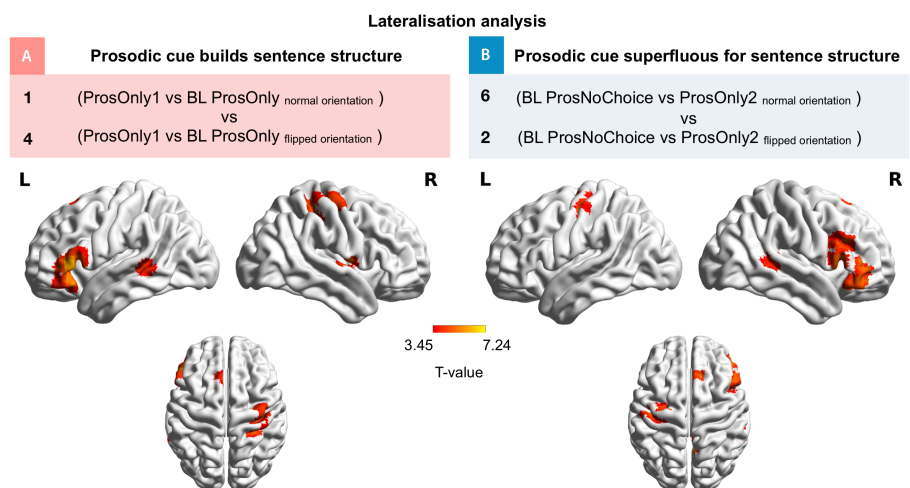 Lateralisation analysis
A Prosodic cue builds sentence structure
1 (ProsOnly1 vs BL ProsOnly normal orientation )
vs
4 (ProsOnly1 vs BL ProsOnly flipped orientation )
B Prosodic cue superfluous for sentence structure
6 (BL ProsNoChoice vs ProsOnly2 normal orientation )
vs
2 (BL ProsNoChoice vs ProsOnly2 flipped orientation )
L R
L R
3.45 7.24
T-value